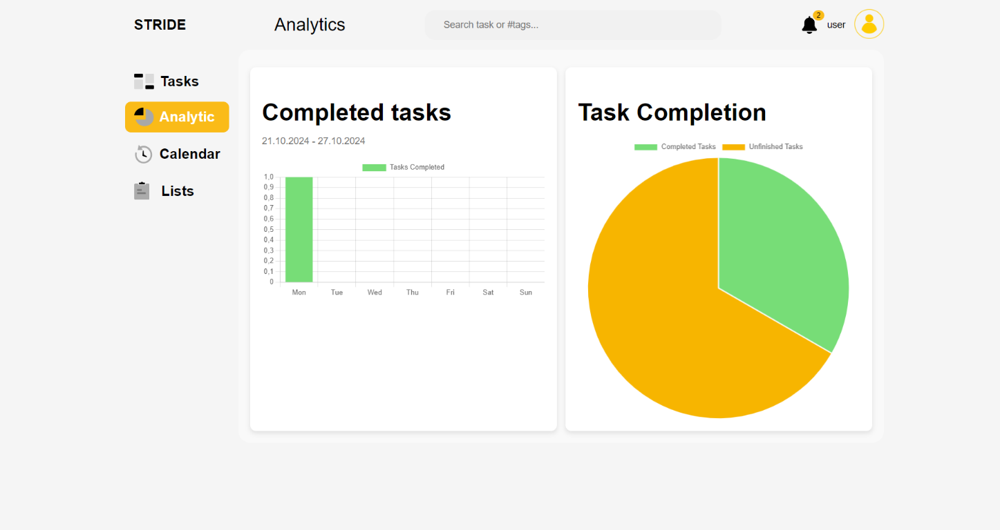 STRIDE
Analytics
Search task or #tags...
2
user
Tasks
Analytic
Calendar
Lists
Completed tasks
21.10.2024 - 27.10.2024
Tasks Completed
1,0
0,9
0,8
0,7
0,6
0,5
0,4
0,3
0,2
0,1
0
Mon Tue Wed Thu Fri Sat Sun
Task Completion
Completed Tasks Unfinished Tasks